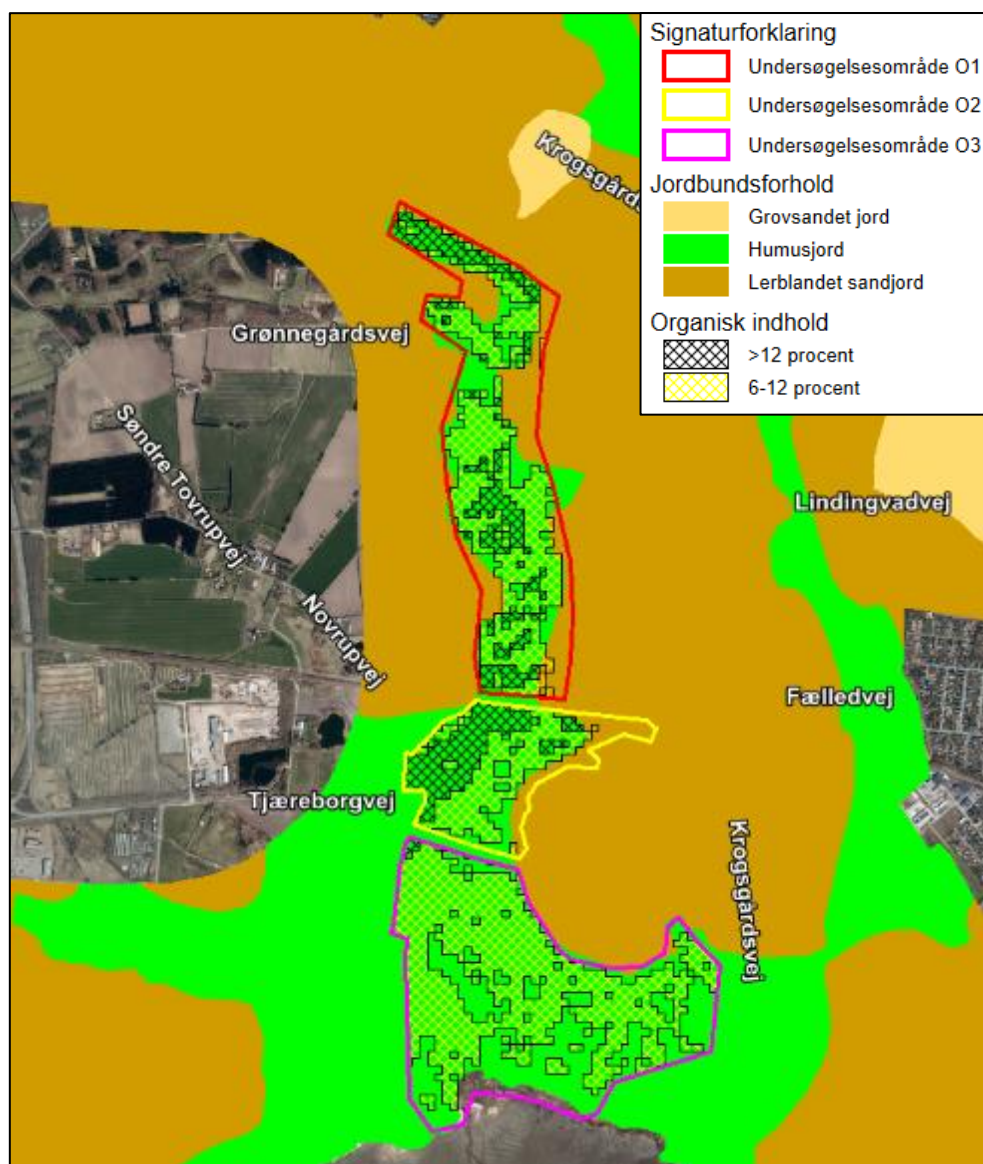 Signaturforklaring
Undersøgelsesområde O1
Undersøgelsesområde O2
Undersøgelsesområde O3
Jordbundsforhold
Grovsandet jord
Humusjord
Lerblandet sandjord
Organisk indhold
>12 procent
6-12 procent
Grønnegårdsvej
Søndre Tovrupvej
Lindingvadvej
Novrupvej
Fælledvej
Tjæreborgvej
Krogsgårdsvej